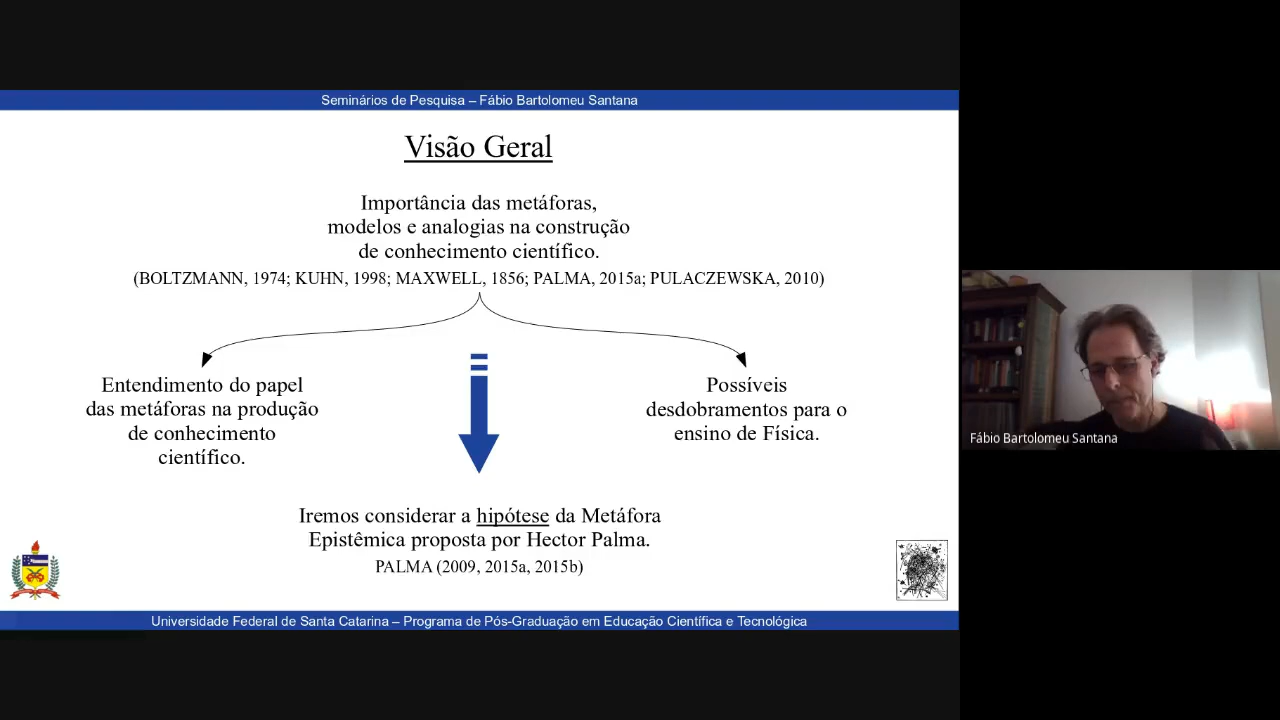 Seminários de Pesquisa – Fábio Bartolomeu Santana
Visão Geral
Importância das metáforas,
modelos e analogias na construção
de conhecimento científico.
(BOLTZMANN, 1974; KUHN, 1998; MAXWELL, 1856; PALMA, 2015a; PULACZEWSKA, 2010)
Entendimento do papel
das metáforas na produção
de conhecimento
científico.
Possíveis
desdobramentos para o
ensino de Física.
Iremos considerar a hipótese da Metáfora
Epistêmica proposta por Hector Palma.
PALMA (2009, 2015a, 2015b)
Universidade Federal de Santa Catarina – Programa de Pós-Graduação em Educação Científica e Tecnológica
Fábio Bartolomeu Santana